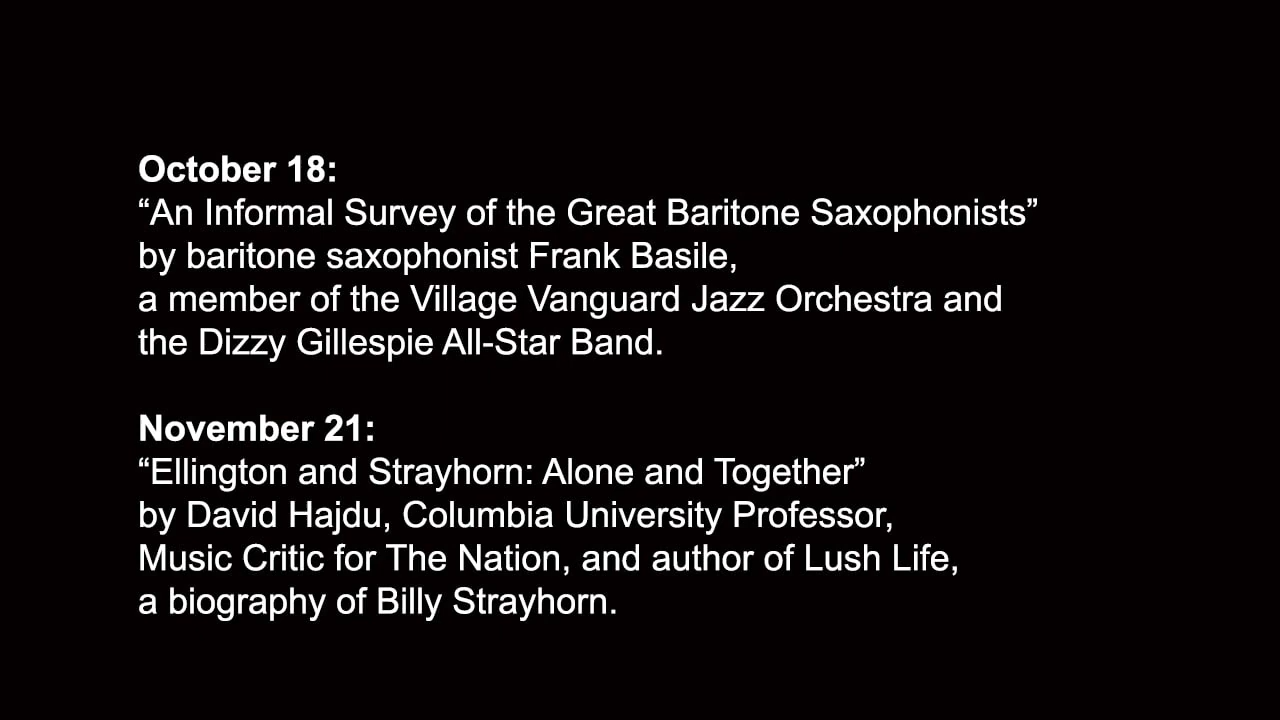 October 18:
“An Informal Survey of the Great Baritone Saxophonists”
by baritone saxophonist Frank Basile,
a member of the Village Vanguard Jazz Orchestra and
the Dizzy Gillespie All-Star Band.
November 21:
“Ellington and Strayhorn: Alone and Together”
by David Hajdu, Columbia University Professor,
Music Critic for The Nation, and author of Lush Life,
a biography of Billy Strayhorn.